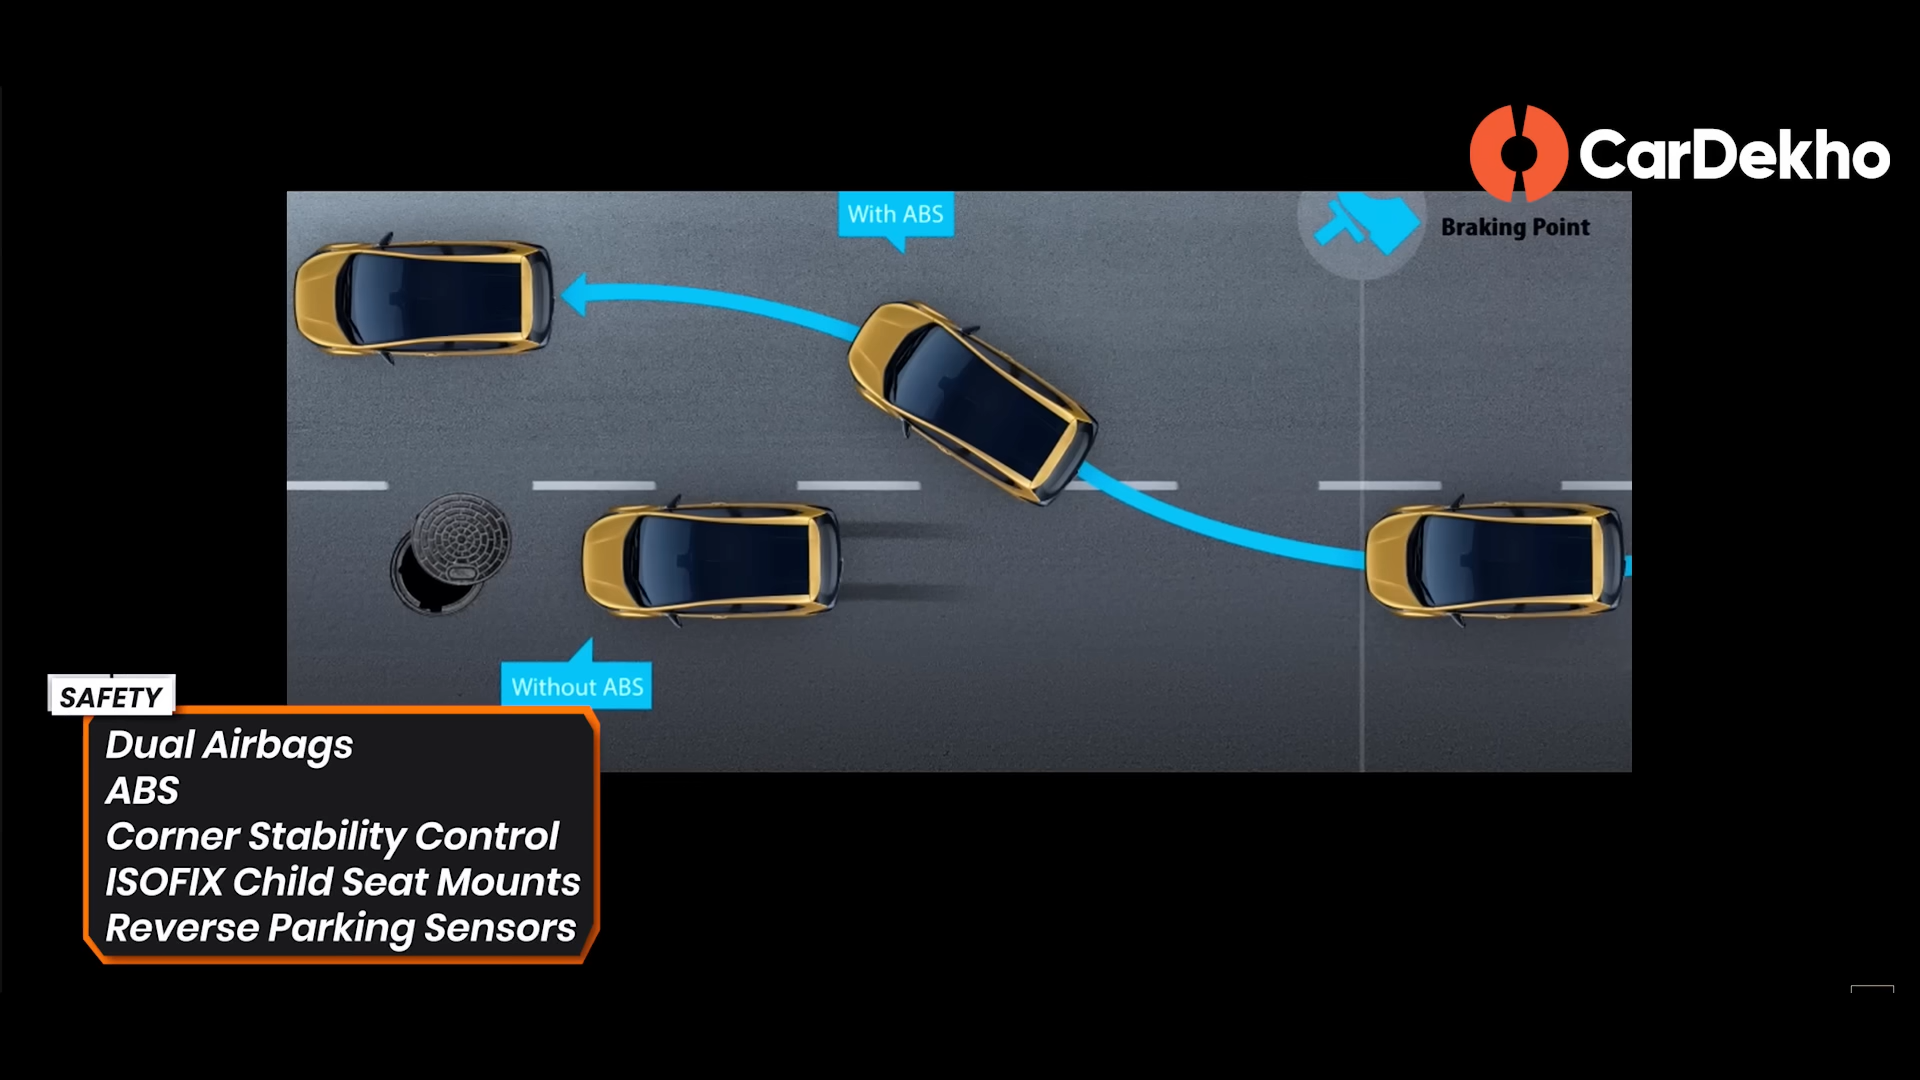 CarDekho
With ABS
Braking Point
Without ABS
SAFETY
Dual Airbags
ABS
Corner Stability Control
ISOFIX Child Seat Mounts
Reverse Parking Sensors